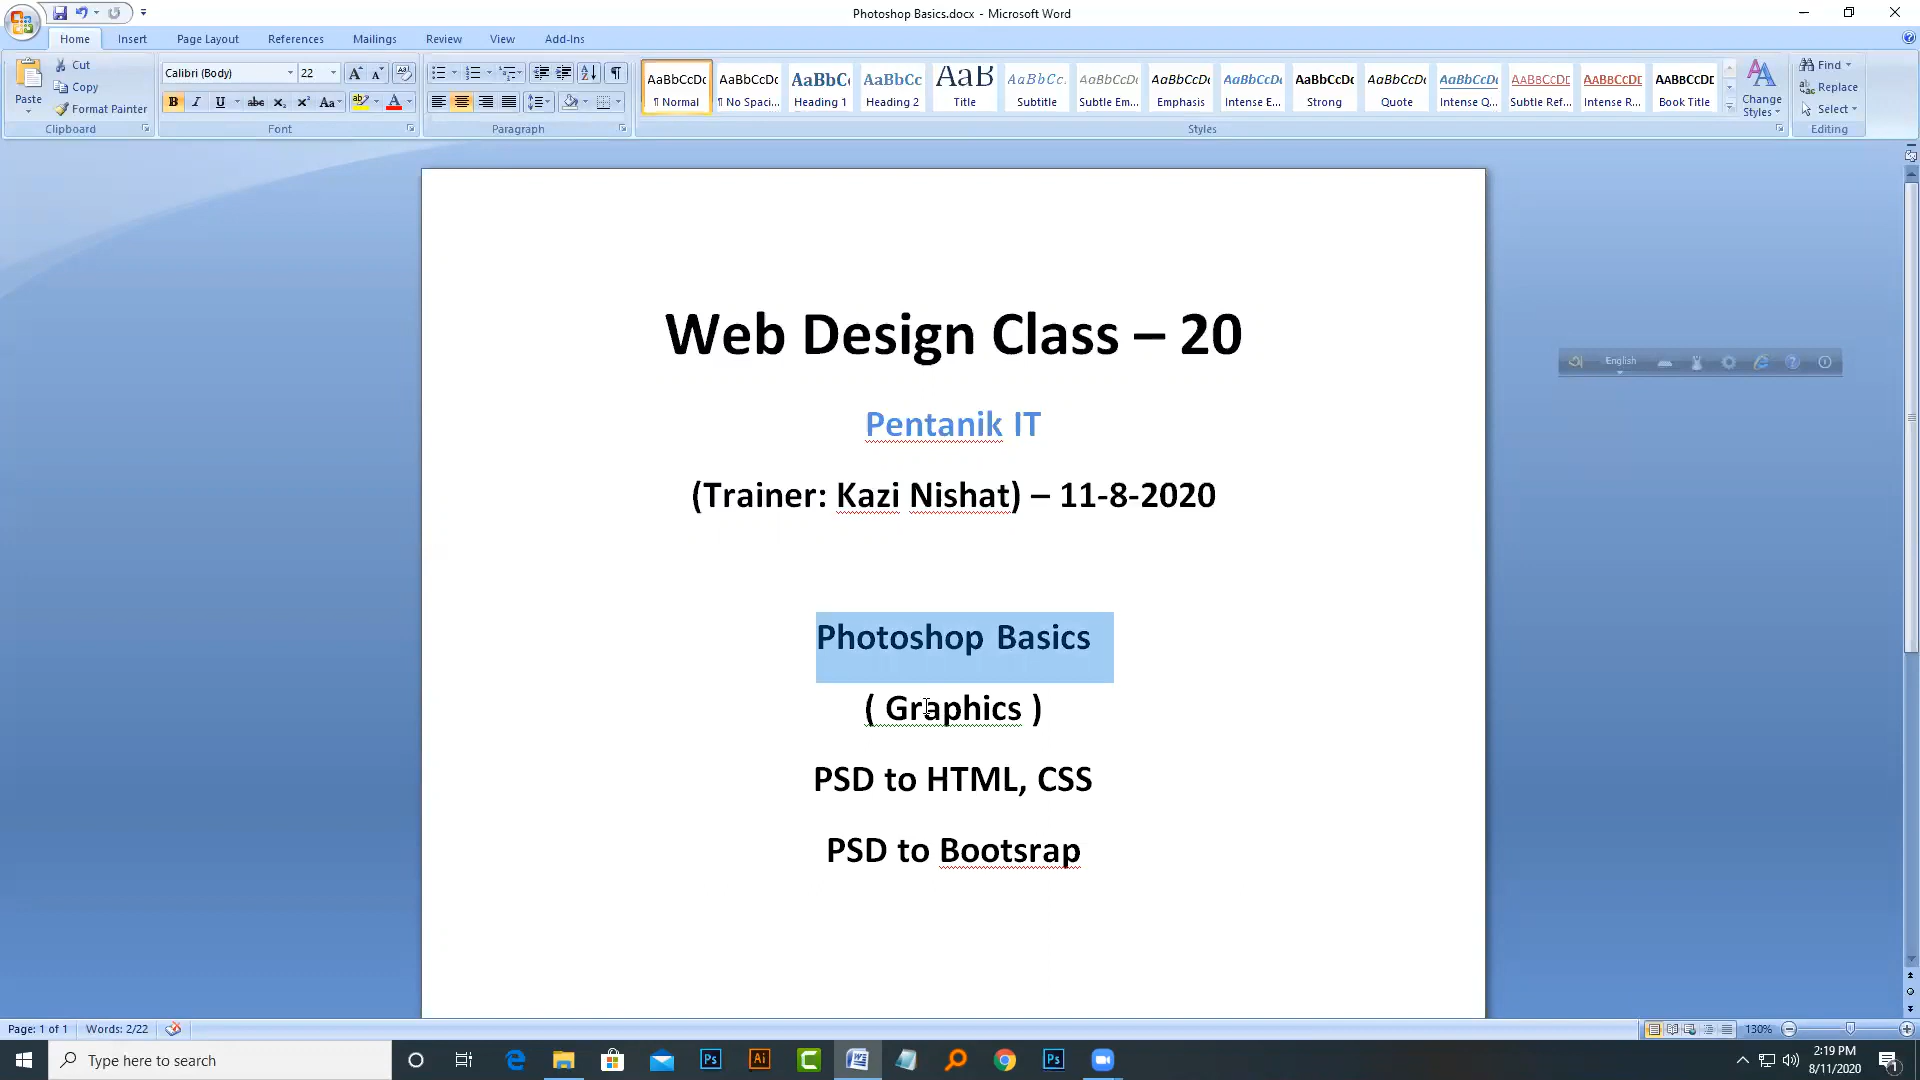 Photoshop Basics.docx - Microsoft Word
Home Insert Page Layout References Mailings Review View Add-Ins
Paste
Cut
Copy
Format Painter
Clipboard
Calibri (Body) 22
Font
Paragraph
AaBbCcDc AaBbCcDc AaBbCc AaBbCc AaB AaBbCc. AaBbCcDc AaBbCcDc AaBbCcDc AaBbCcDc AaBbCcDc AaBbCcDc AaBbCcDc AaBbCcDc AaBbCcDc
¶ Normal ¶ No Spaci... Heading 1 Heading 2 Title Subtitle Subtle Em... Emphasis Intense E... Strong Quote Intense Q... Subtle Ref... Intense R... Book Title
Change Styles
Styles
Find
Replace
Select
Editing
Web Design Class – 20
Pentanik IT
(Trainer: Kazi Nishat) – 11-8-2020
Photoshop Basics
( Graphics )
PSD to HTML, CSS
PSD to Bootsrap
English
Page: 1 of 1 Words: 2/22
130%
Type here to search
2:19 PM
8/11/2020